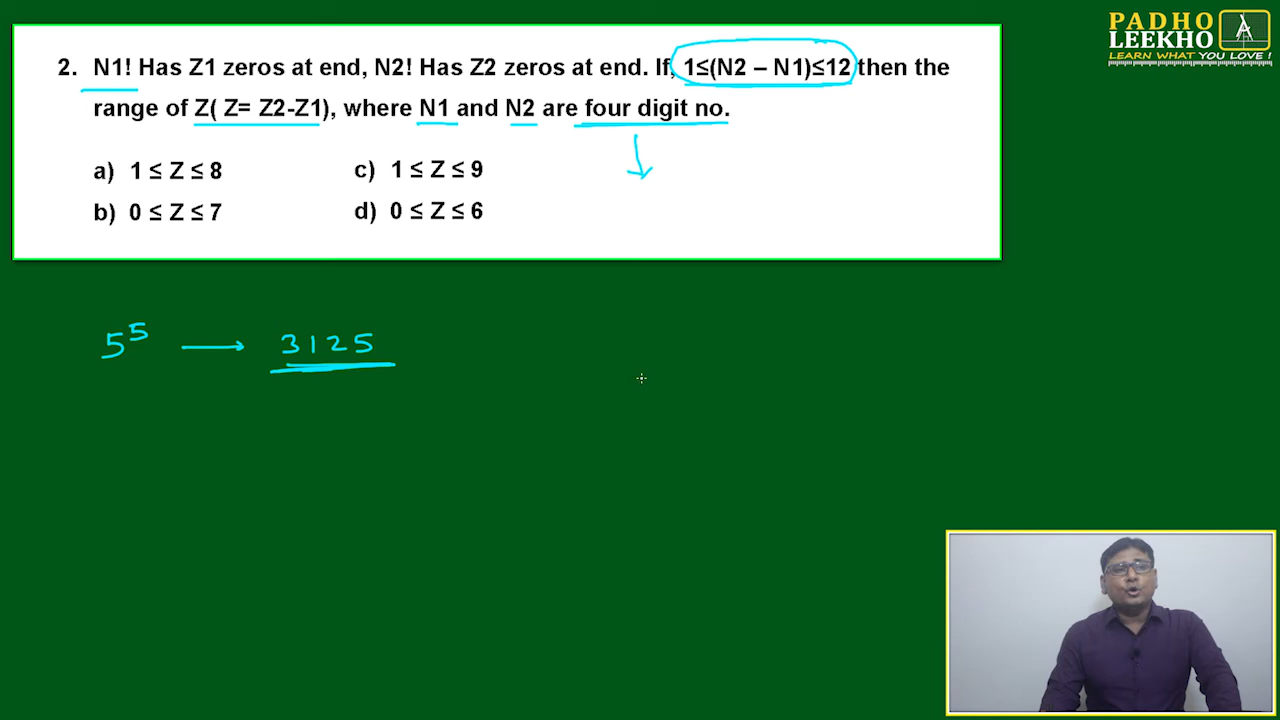 PADHO
LEEKHO
LEARN WHAT YOU LOVE !
2. N1! Has Z1 zeros at end, N2! Has Z2 zeros at end. If, 1≤(N2 – N1)≤12 then the
range of Z( Z= Z2-Z1), where N1 and N2 are four digit no.
a) 1 ≤ Z ≤ 8
c) 1 ≤ Z ≤ 9
b) 0 ≤ Z ≤ 7
d) 0 ≤ Z ≤ 6
5⁵ → 3125